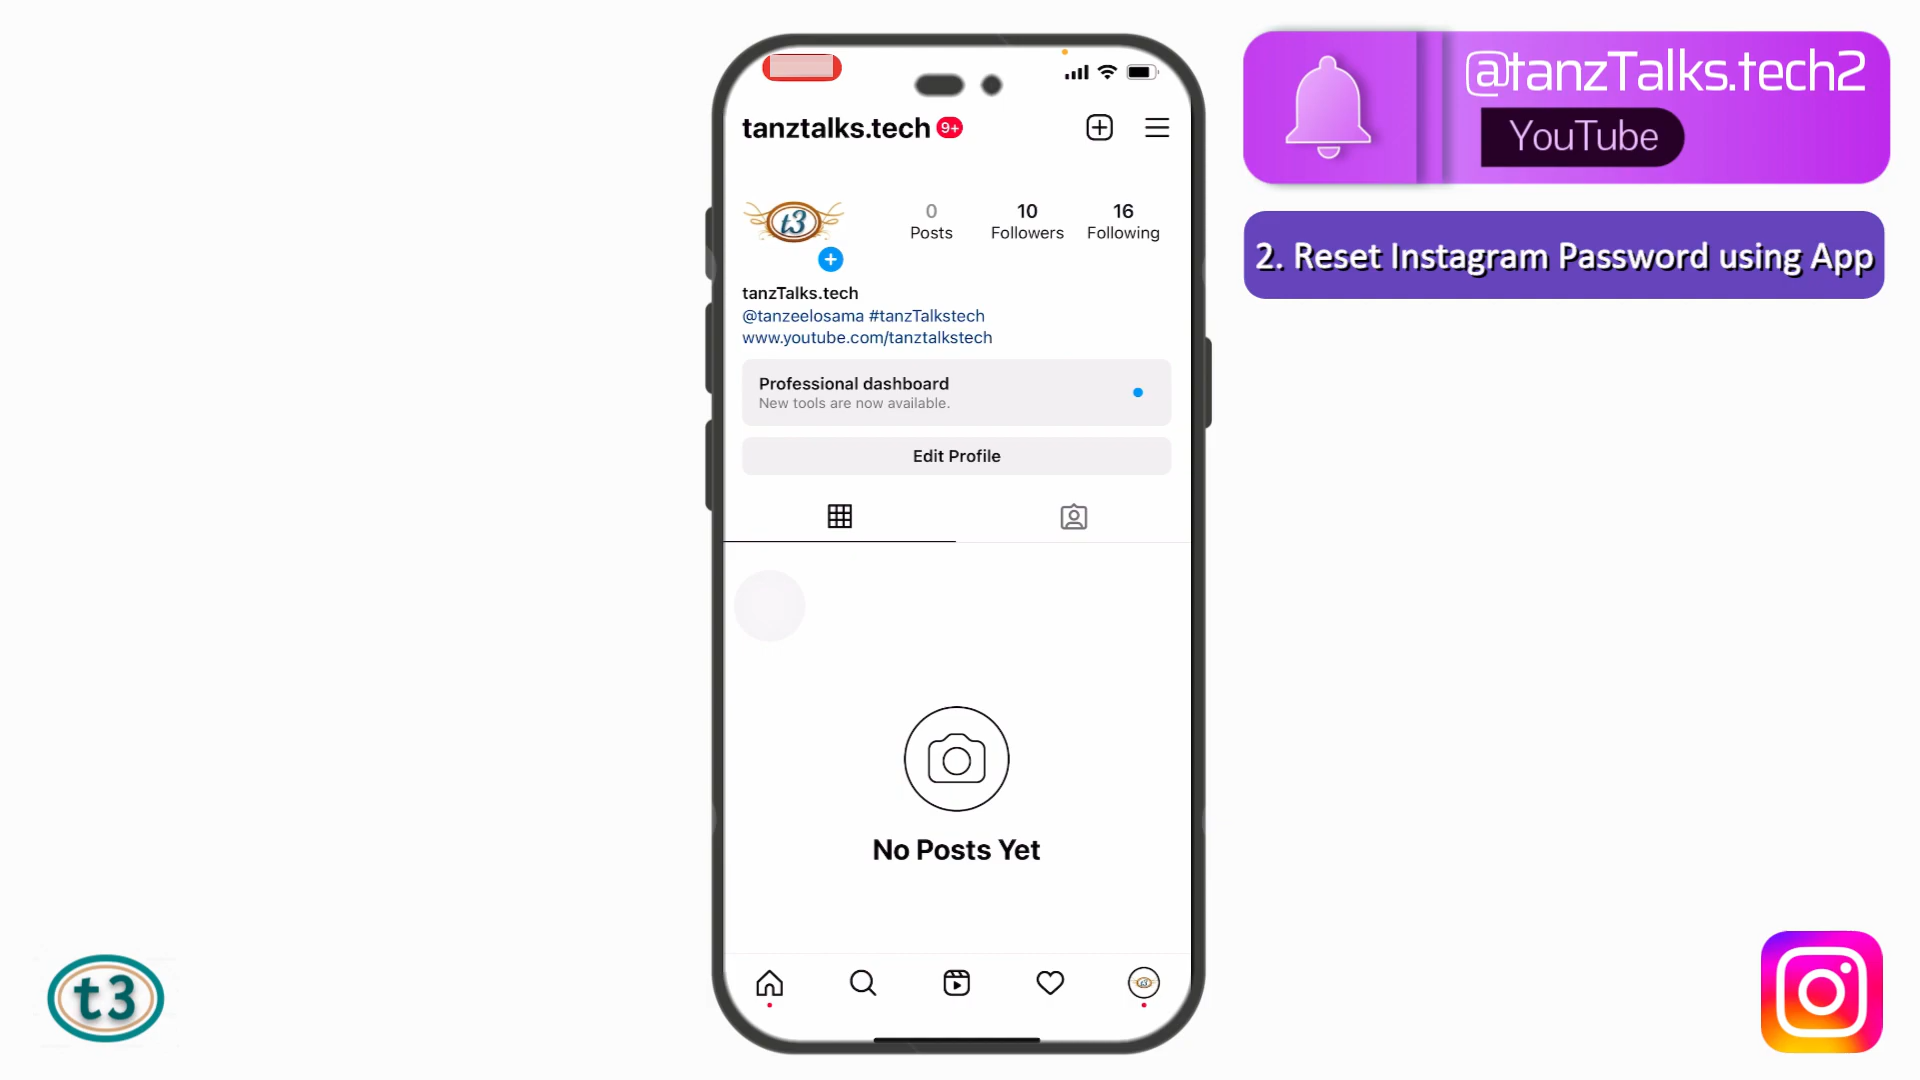 @tanzTalks.tech2
YouTube
2. Reset Instagram Password using App
tanztalks.tech 9+
t3
0 10 16
Posts Followers Following
tanzTalks.tech
@tanzeelosama #tanzTalkstech
www.youtube.com/tanztalkstech
Professional dashboard
New tools are now available.
Edit Profile
No Posts Yet
t3